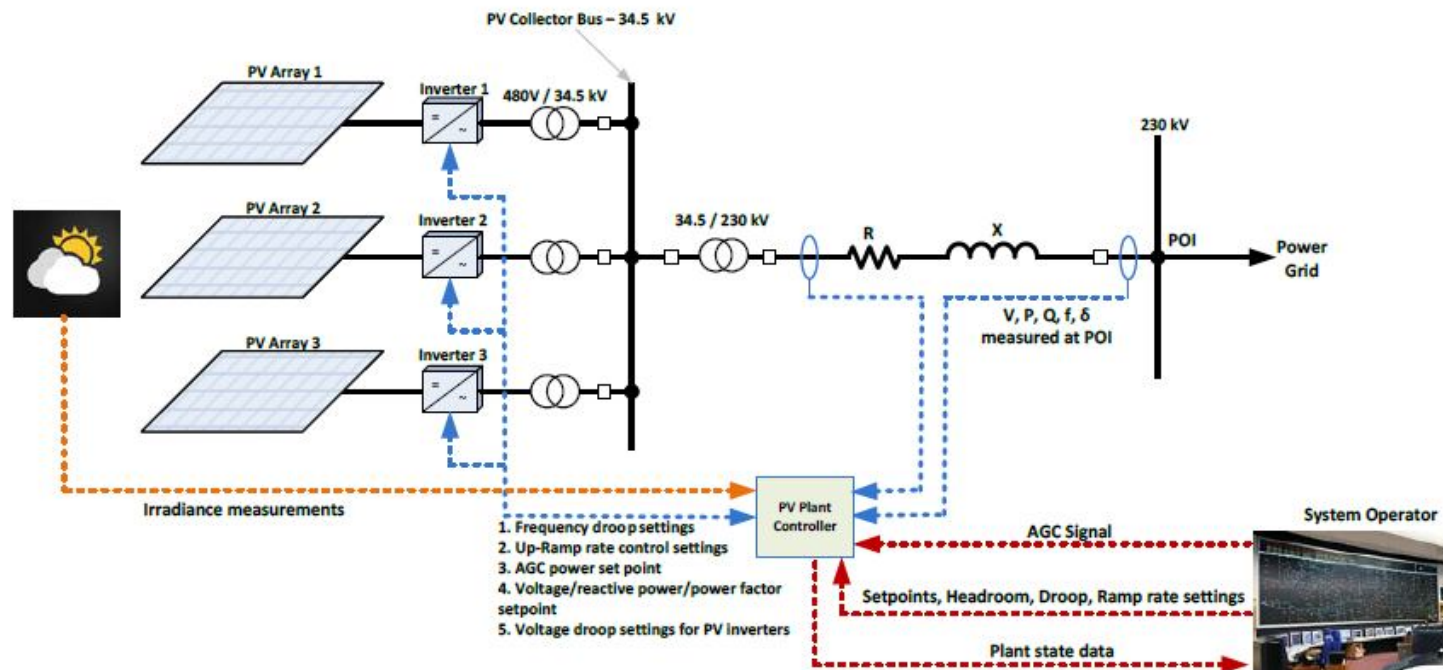 PV Collector Bus – 34.5 kV
PV Array 1
Inverter 1
480V / 34.5 kV
=
~
230 kV
PV Array 2
Inverter 2
=
~
34.5 / 230 kV
R
X
POI
Power
Grid
V, P, Q, f, δ
measured at POI
PV Array 3
Inverter 3
=
~
Irradiance measurements
PV Plant
Controller
1. Frequency droop settings
2. Up-Ramp rate control settings
3. AGC power set point
4. Voltage/reactive power/power factor
setpoint
5. Voltage droop settings for PV inverters
System Operator
AGC Signal
Setpoints, Headroom, Droop, Ramp rate settings
Plant state data